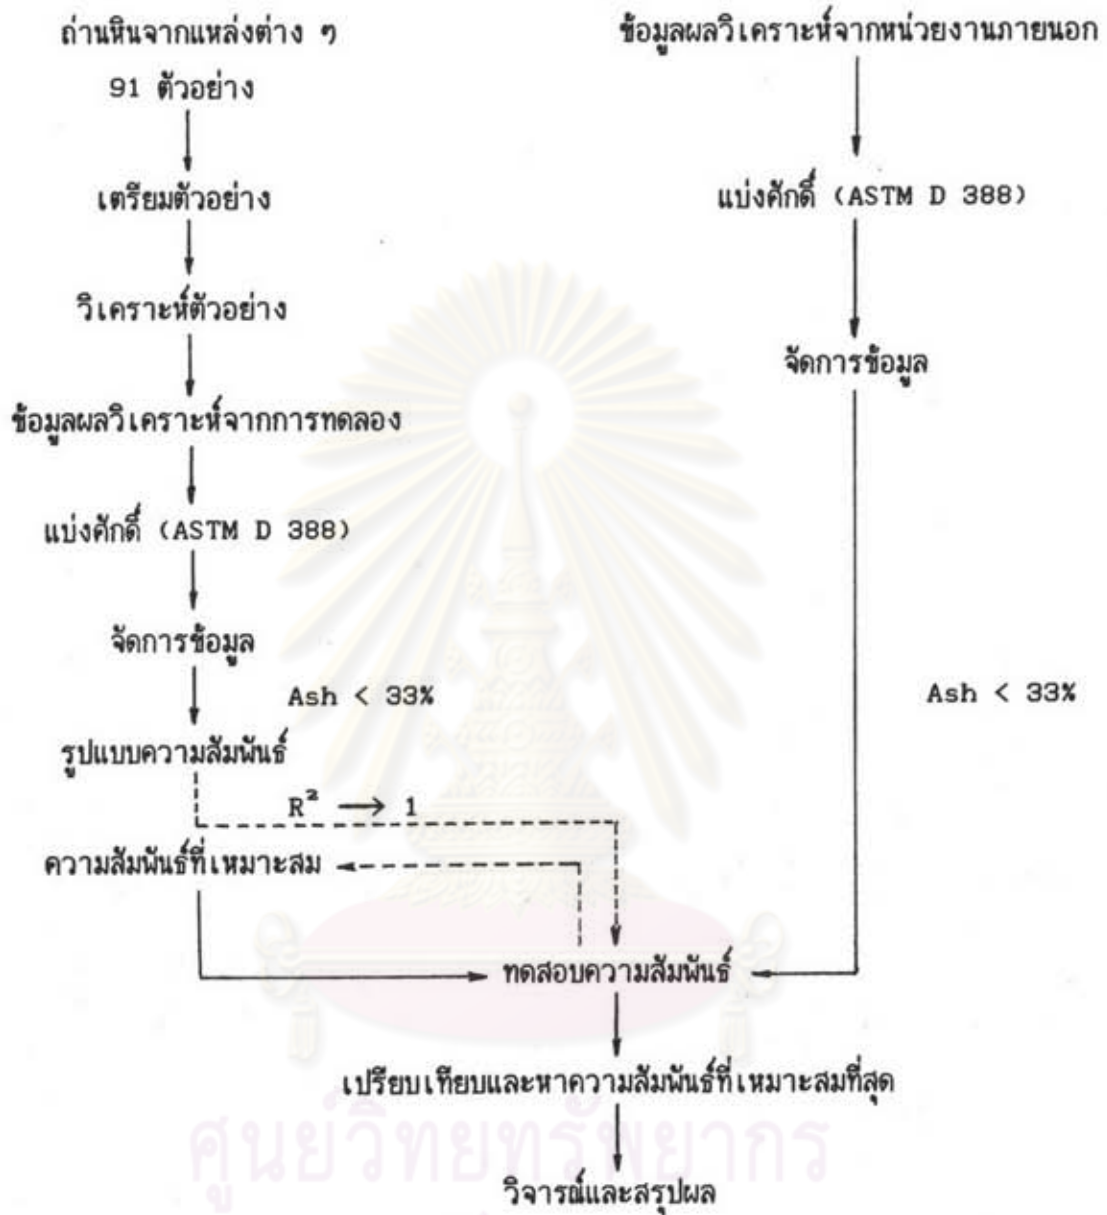 ถ่านหินจากแหล่งต่าง ๆ
91 ตัวอย่าง
เตรียมตัวอย่าง
วิเคราะห์ตัวอย่าง
ข้อมูลผลวิเคราะห์จากการทดลอง
แบ่งศักดิ์ (ASTM D 388)
จัดการข้อมูล
Ash < 33%
รูปแบบความสัมพันธ์
R² → 1
ความสัมพันธ์ที่เหมาะสม
ข้อมูลผลวิเคราะห์จากหน่วยงานภายนอก
แบ่งศักดิ์ (ASTM D 388)
จัดการข้อมูล
Ash < 33%
ทดสอบความสัมพันธ์
เปรียบเทียบและหาความสัมพันธ์ที่เหมาะสมที่สุด
วิจารณ์และสรุปผล
ศูนย์วิทยทรัพยากร